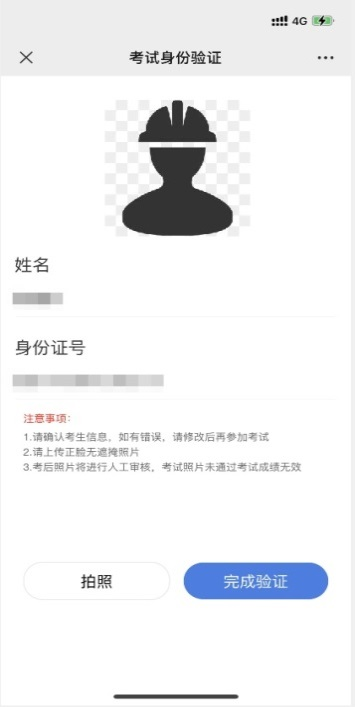 4G
考试身份验证
姓名
身份证号
注意事项:
1.请确认考生信息，如有错误，请修改后再参加考试
2.请上传正脸无遮掩照片
3.考后照片将进行人工审核，考试照片未通过考试成绩无效
拍照
完成验证